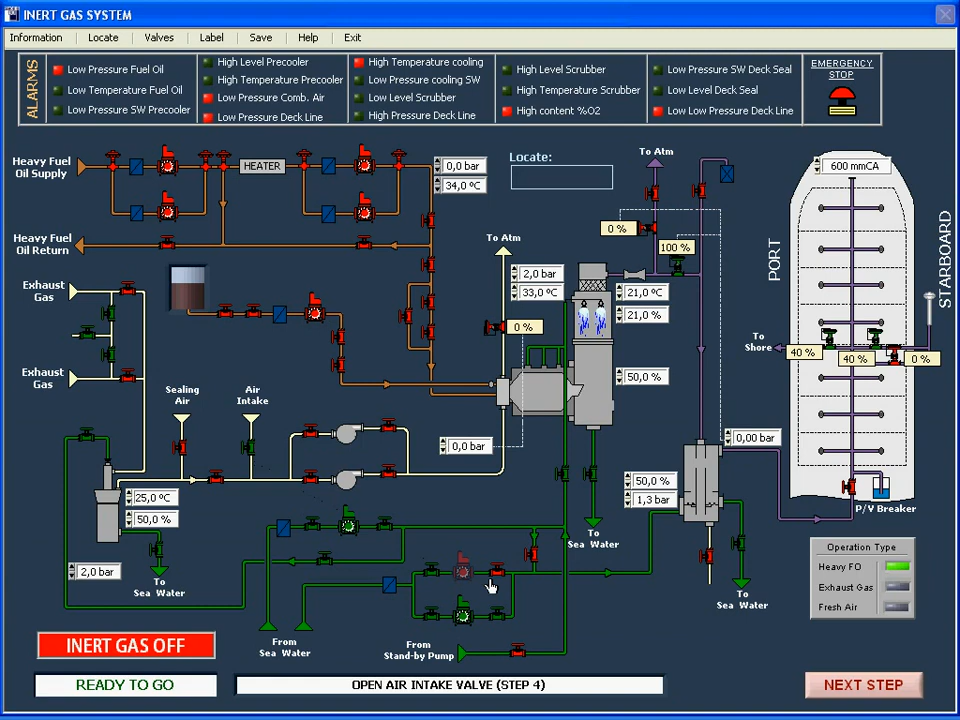 INERT GAS SYSTEM
Information Locate Valves Label Save Help Exit
ALARMS
Low Pressure Fuel Oil
Low Temperature Fuel Oil
Low Pressure SW Precooler
High Level Precooler
High Temperature Precooler
Low Pressure Comb. Air
Low Pressure Deck Line
High Temperature cooling
Low Pressure cooling SW
Low Level Scrubber
High Pressure Deck Line
High Level Scrubber
High Temperature Scrubber
High content %O2
Low Pressure SW Deck Seal
Low Level Deck Seal
Low Low Pressure Deck Line
EMERGENCY
STOP
Heavy Fuel
Oil Supply
HEATER
0,0 bar
34,0 ºC
Locate:
To Atm
600 mmCA
Heavy Fuel
Oil Return
To Atm
0 %
100 %
PORT
STARBOARD
Exhaust
Gas
2,0 bar
33,0 ºC
21,0 ºC
21,0 %
0 %
To
Shore
40 %
40 %
0 %
Exhaust
Gas
50,0 %
Sealing
Air
Air
Intake
0,0 bar
0,00 bar
25,0 ºC
50,0 %
50,0 %
1,3 bar
P/V Breaker
To
Sea Water
2,0 bar
To
Sea Water
To
Sea Water
Operation Type
Heavy FO
Exhaust Gas
Fresh Air
From
Sea Water
From
Stand-by Pump
INERT GAS OFF
READY TO GO
OPEN AIR INTAKE VALVE (STEP 4)
NEXT STEP